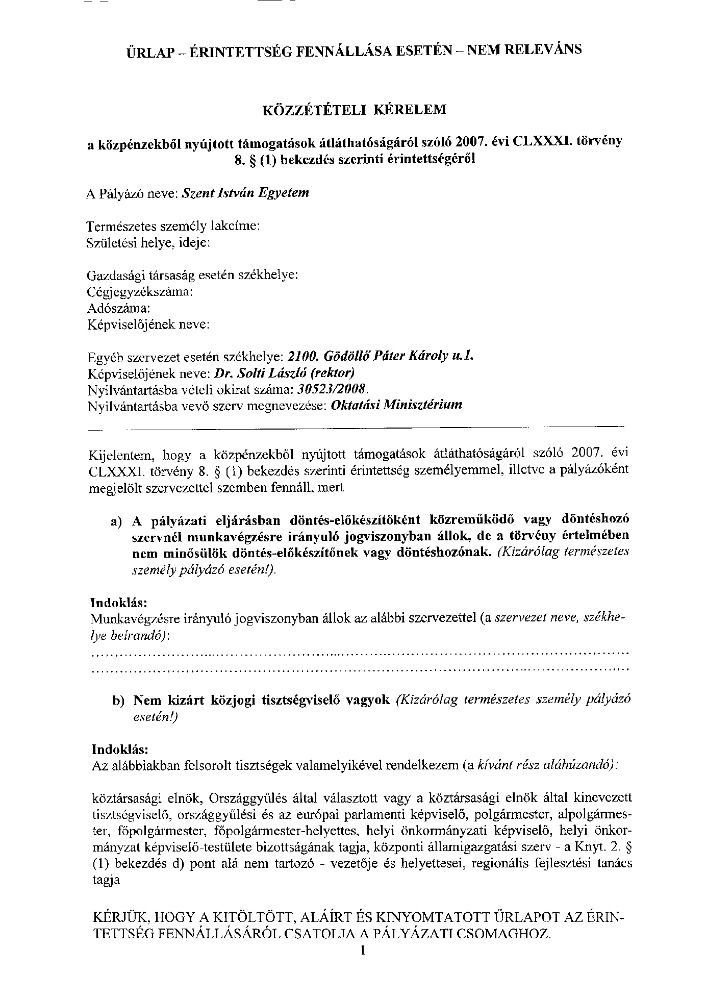 ŰRLAP – ÉRINTETTSÉG FENNÁLLÁSA ESETÉN – NEM RELEVÁNS
KÖZZÉTÉTELI KÉRELEM
a közpénzekből nyújtott támogatások átláthatóságáról szóló 2007. évi CLXXXI. törvény
8. § (1) bekezdés szerinti érintettségéről
A Pályázó neve: Szent István Egyetem
Természetes személy lakcíme:
Születési helye, ideje:
Gazdasági társaság esetén székhelye:
Cégjegyzékszáma:
Adószáma:
Képviselőjének neve:
Egyéb szervezet esetén székhelye: 2100. Gödöllő Páter Károly u.1.
Képviselőjének neve: Dr. Solti László (rektor)
Nyilvántartásba vételi okirat száma: 30523/2008.
Nyilvántartásba vevő szerv megnevezése: Oktatási Minisztérium
Kijelentem, hogy a közpénzekből nyújtott támogatások átláthatóságáról szóló 2007. évi
CLXXXI. törvény 8. § (1) bekezdés szerinti érintettség személyemmel, illetve a pályázóként
megjelölt szervezettel szemben fennáll, mert
a) A pályázati eljárásban döntés-előkészítőként közreműködő vagy döntéshozó
szervnél munkavégzésre irányuló jogviszonyban állok, de a törvény értelmében
nem minősülök döntés-előkészítőnek vagy döntéshozónak. (Kizárólag természetes
személy pályázó esetén!).
Indoklás:
Munkavégzésre irányuló jogviszonyban állok az alábbi szervezettel (a szervezet neve, székhe-
lye beírandó):
....................................................................................................
....................................................................................................
b) Nem kizárt közjogi tisztségviselő vagyok (Kizárólag természetes személy pályázó
esetén!)
Indoklás:
Az alábbiakban felsorolt tisztségek valamelyikével rendelkezem (a kívánt rész aláhúzandó):
köztársasági elnök, Országgyűlés által választott vagy a köztársasági elnök által kinevezett
tisztségviselő, országgyűlési és az európai parlamenti képviselő, polgármester, alpolgármes-
ter, főpolgármester, főpolgármester-helyettes, helyi önkormányzati képviselő, helyi önkor-
mányzat képviselő-testülete bizottságának tagja, központi államigazgatási szerv - a Knyt. 2. §
(1) bekezdés d) pont alá nem tartozó - vezetője és helyettesei, regionális fejlesztési tanács
tagja
KÉRJÜK, HOGY A KITÖLTÖTT, ALÁÍRT ÉS KINYOMTATOTT ŰRLAPOT AZ ÉRIN-
TETTSÉG FENNÁLLÁSÁRÓL CSATOLJA A PÁLYÁZATI CSOMAGHOZ.
1